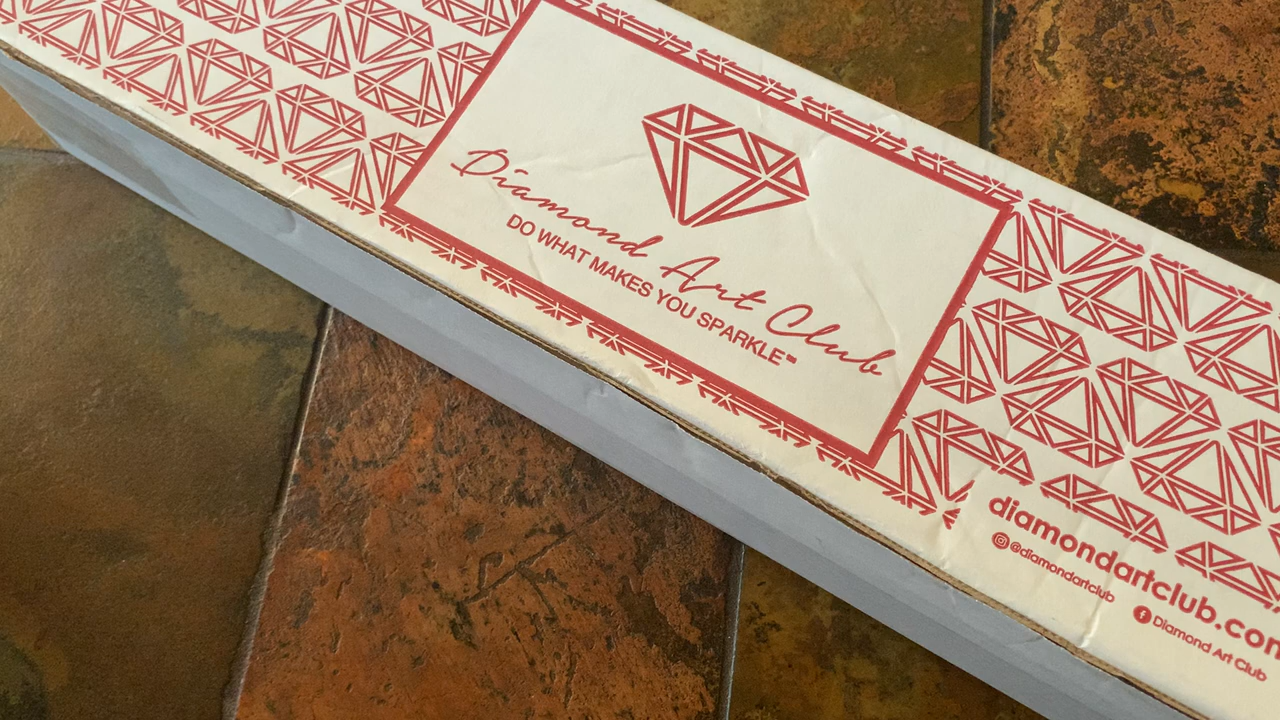 Diamond Art Club
DO WHAT MAKES YOU SPARKLE™
diamondartclub.com
@diamondartclub
Diamond Art Club